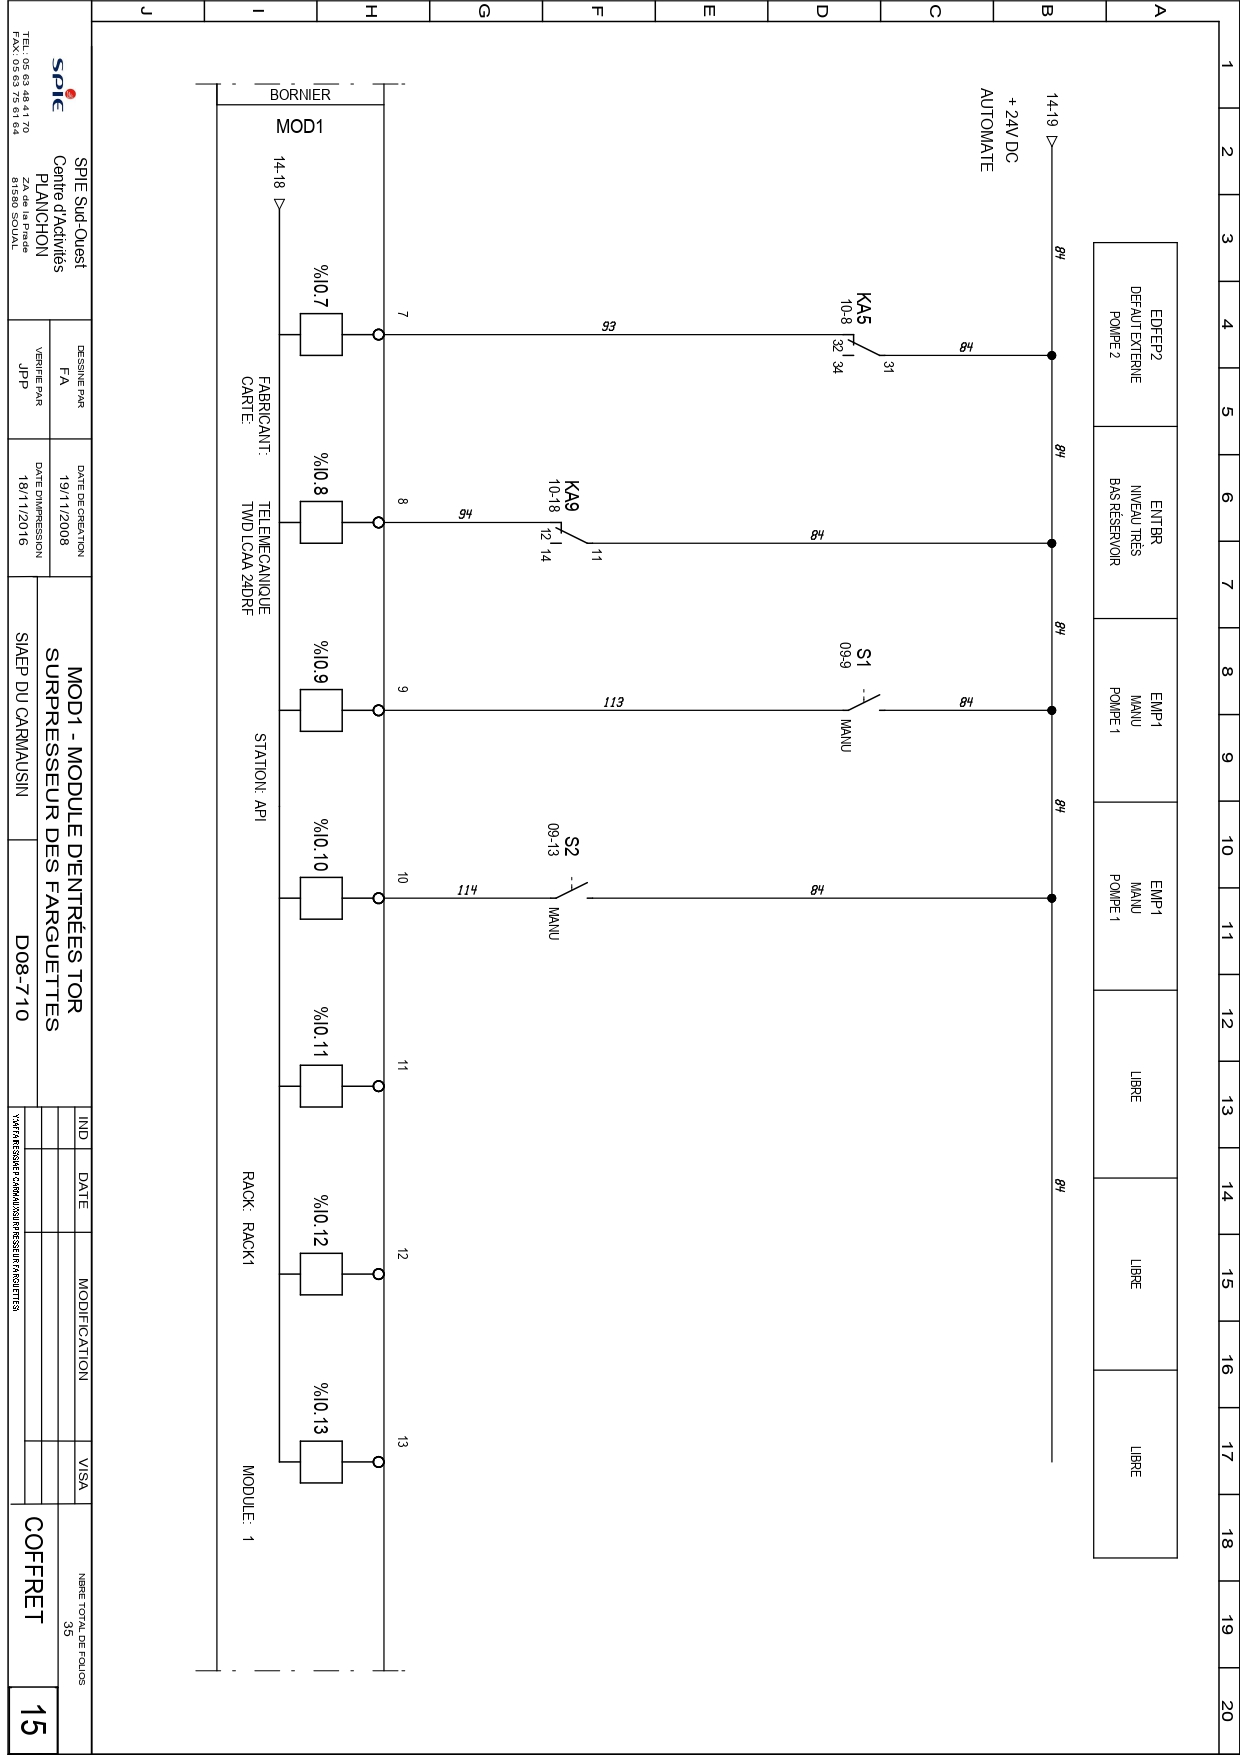 1 2 3 4 5 6 7 8 9 10 11 12 13 14 15 16 17 18 19 20
A
B
C
D
E
F
G
H
I
J
EDFEP2
DEFAUT EXTERNE
POMPE 2
ENTBR
NIVEAU TRÈS
BAS RÉSERVOIR
EMP1
MANU
POMPE 1
EMP1
MANU
POMPE 1
LIBRE
LIBRE
LIBRE
14-19
+ 24V DC
AUTOMATE
84
84
84
84
84
84
84
84
84
KA5
10-8
31
32
34
93
KA9
10-18
11
12
14
94
S1
09-9
MANU
113
S2
09-13
MANU
114
7
8
9
10
11
12
13
BORNIER
MOD1
14-18
%I0.7
%I0.8
%I0.9
%I0.10
%I0.11
%I0.12
%I0.13
FABRICANT: TELEMECANIQUE
CARTE: TWD LCAA 24DRF
STATION: API
RACK: RACK1
MODULE: 1
SPIE
TEL: 05 63 48 41 70
FAX: 05 63 75 61 64
SPIE Sud-Ouest
Centre d'Activités
PLANCHON
ZA de la Prade
81580 SOUAL
DESSINE PAR
FA
VERIFIE PAR
JPP
DATE DE CREATION
19/11/2008
DATE D'IMPRESSION
18/11/2016
MOD1 - MODULE D'ENTRÉES TOR
SURPRESSEUR DES FARGUETTES
SIAEP DU CARMAUSIN
D08-710
IND DATE MODIFICATION VISA
NBRE TOTAL DE FOLIOS
35
COFFRET
15